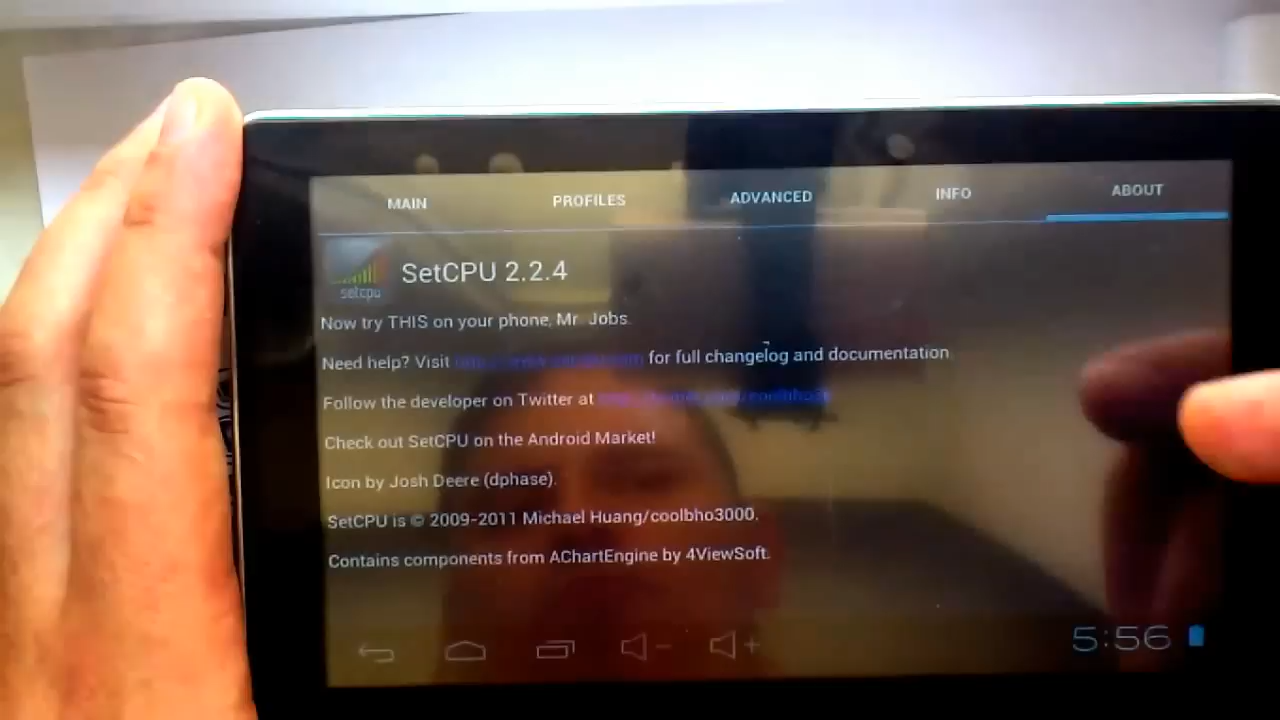 MAIN PROFILES ADVANCED INFO ABOUT
setcpu
SetCPU 2.2.4
Now try THIS on your phone, Mr. Jobs.
Need help? Visit for full changelog and documentation
Follow the developer on Twitter at
Check out SetCPU on the Android Market!
Icon by Josh Deere (dphase).
SetCPU is © 2009-2011 Michael Huang/coolbho3000.
Contains components from AChartEngine by 4ViewSoft.
5:56